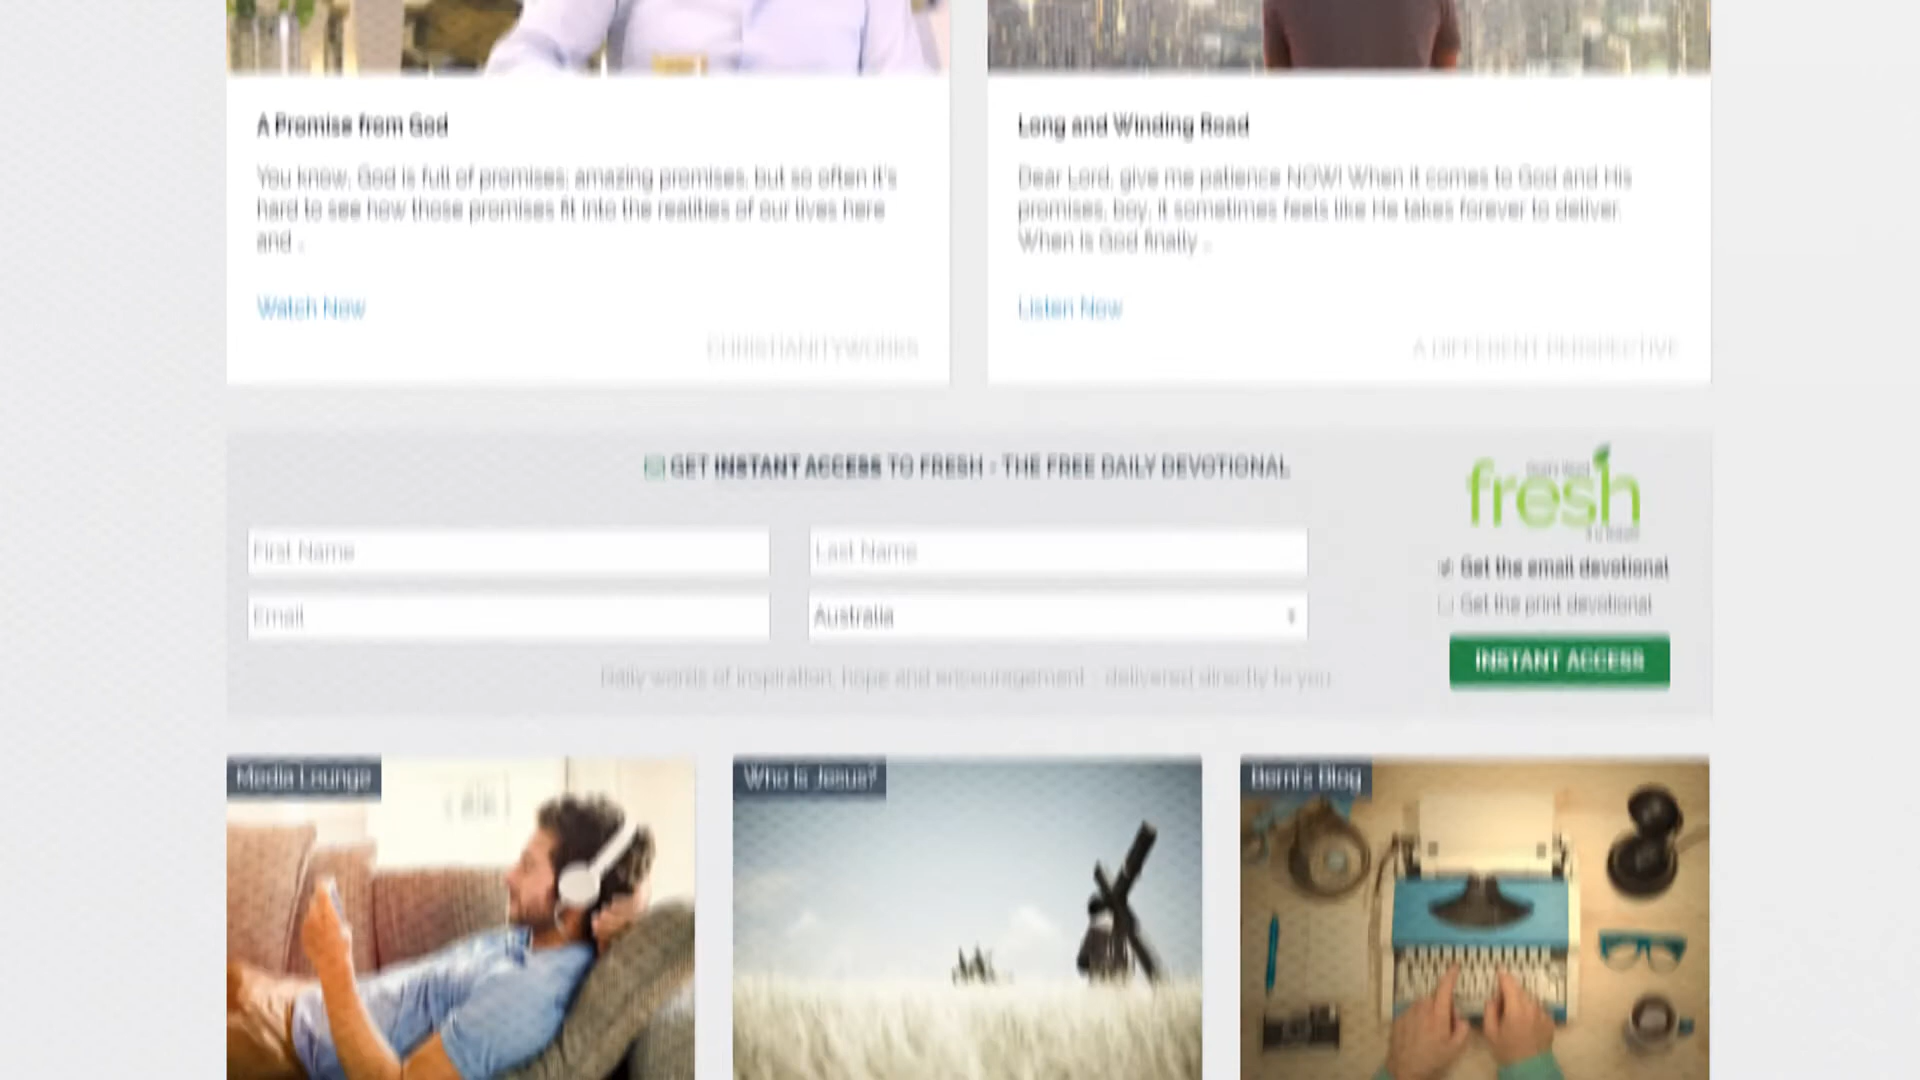 A Promise from God
You know, God is full of promises; amazing promises, but so often it's
hard to see how those promises fit into the realities of our lives here
and ..
Watch Now
CHRISTIANITYWORKS
Long and Winding Road
Dear Lord, give me patience NOW! When it comes to God and His
promises, boy, it sometimes feels like He takes forever to deliver.
When is God finally ..
Listen Now
A DIFFERENT PERSPECTIVE
GET INSTANT ACCESS TO FRESH - THE FREE DAILY DEVOTIONAL
First Name
Last Name
Email
Australia
Daily words of inspiration, hope and encouragement - delivered directly to you.
fresh
Get the email devotional
Get the print devotional
INSTANT ACCESS
Media Lounge
Who is Jesus?
Berni's Blog